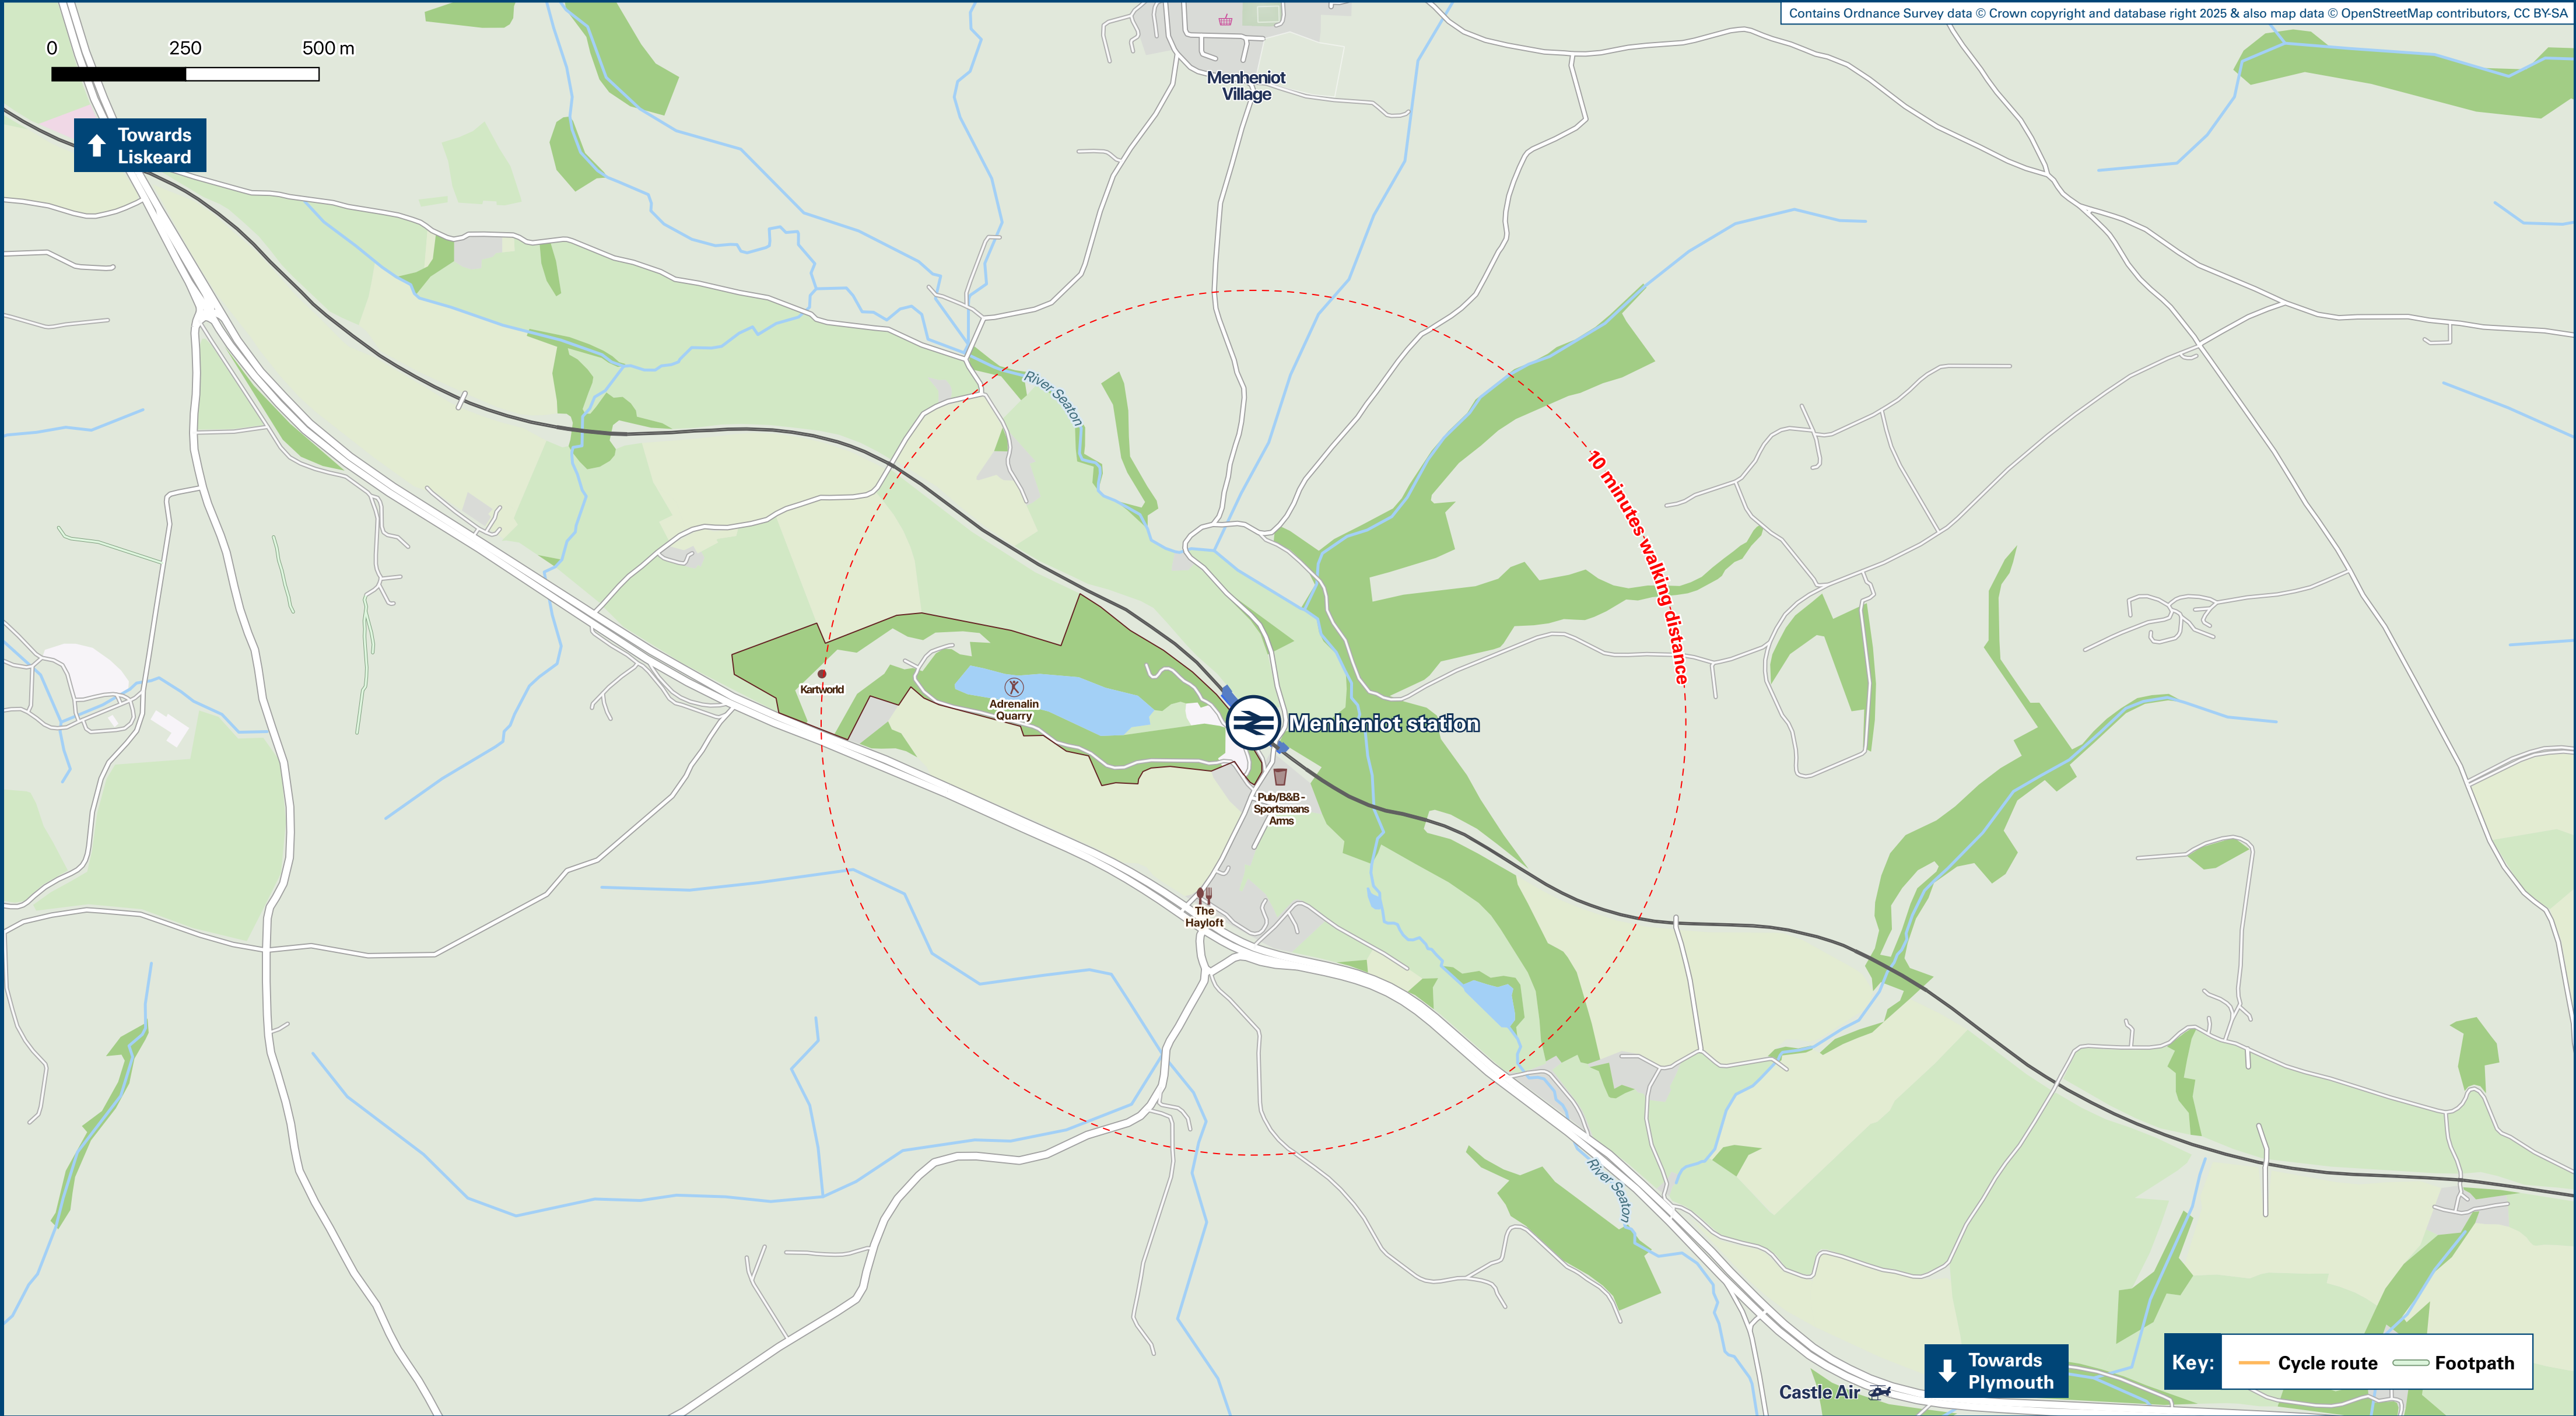 Contains Ordnance Survey data © Crown copyright and database right 2025 & also map data © OpenStreetMap contributors, CC BY-SA
0 250 500 m
Menheniot
Village
Towards
Liskeard
River Seaton
10 minutes walking distance
Kartworld
Adrenalin
Quarry
Menheniot station
Pub/B&B -
Sportsmans
Arms
The
Hayloft
River Seaton
Towards
Plymouth
Castle Air
Key: Cycle route Footpath